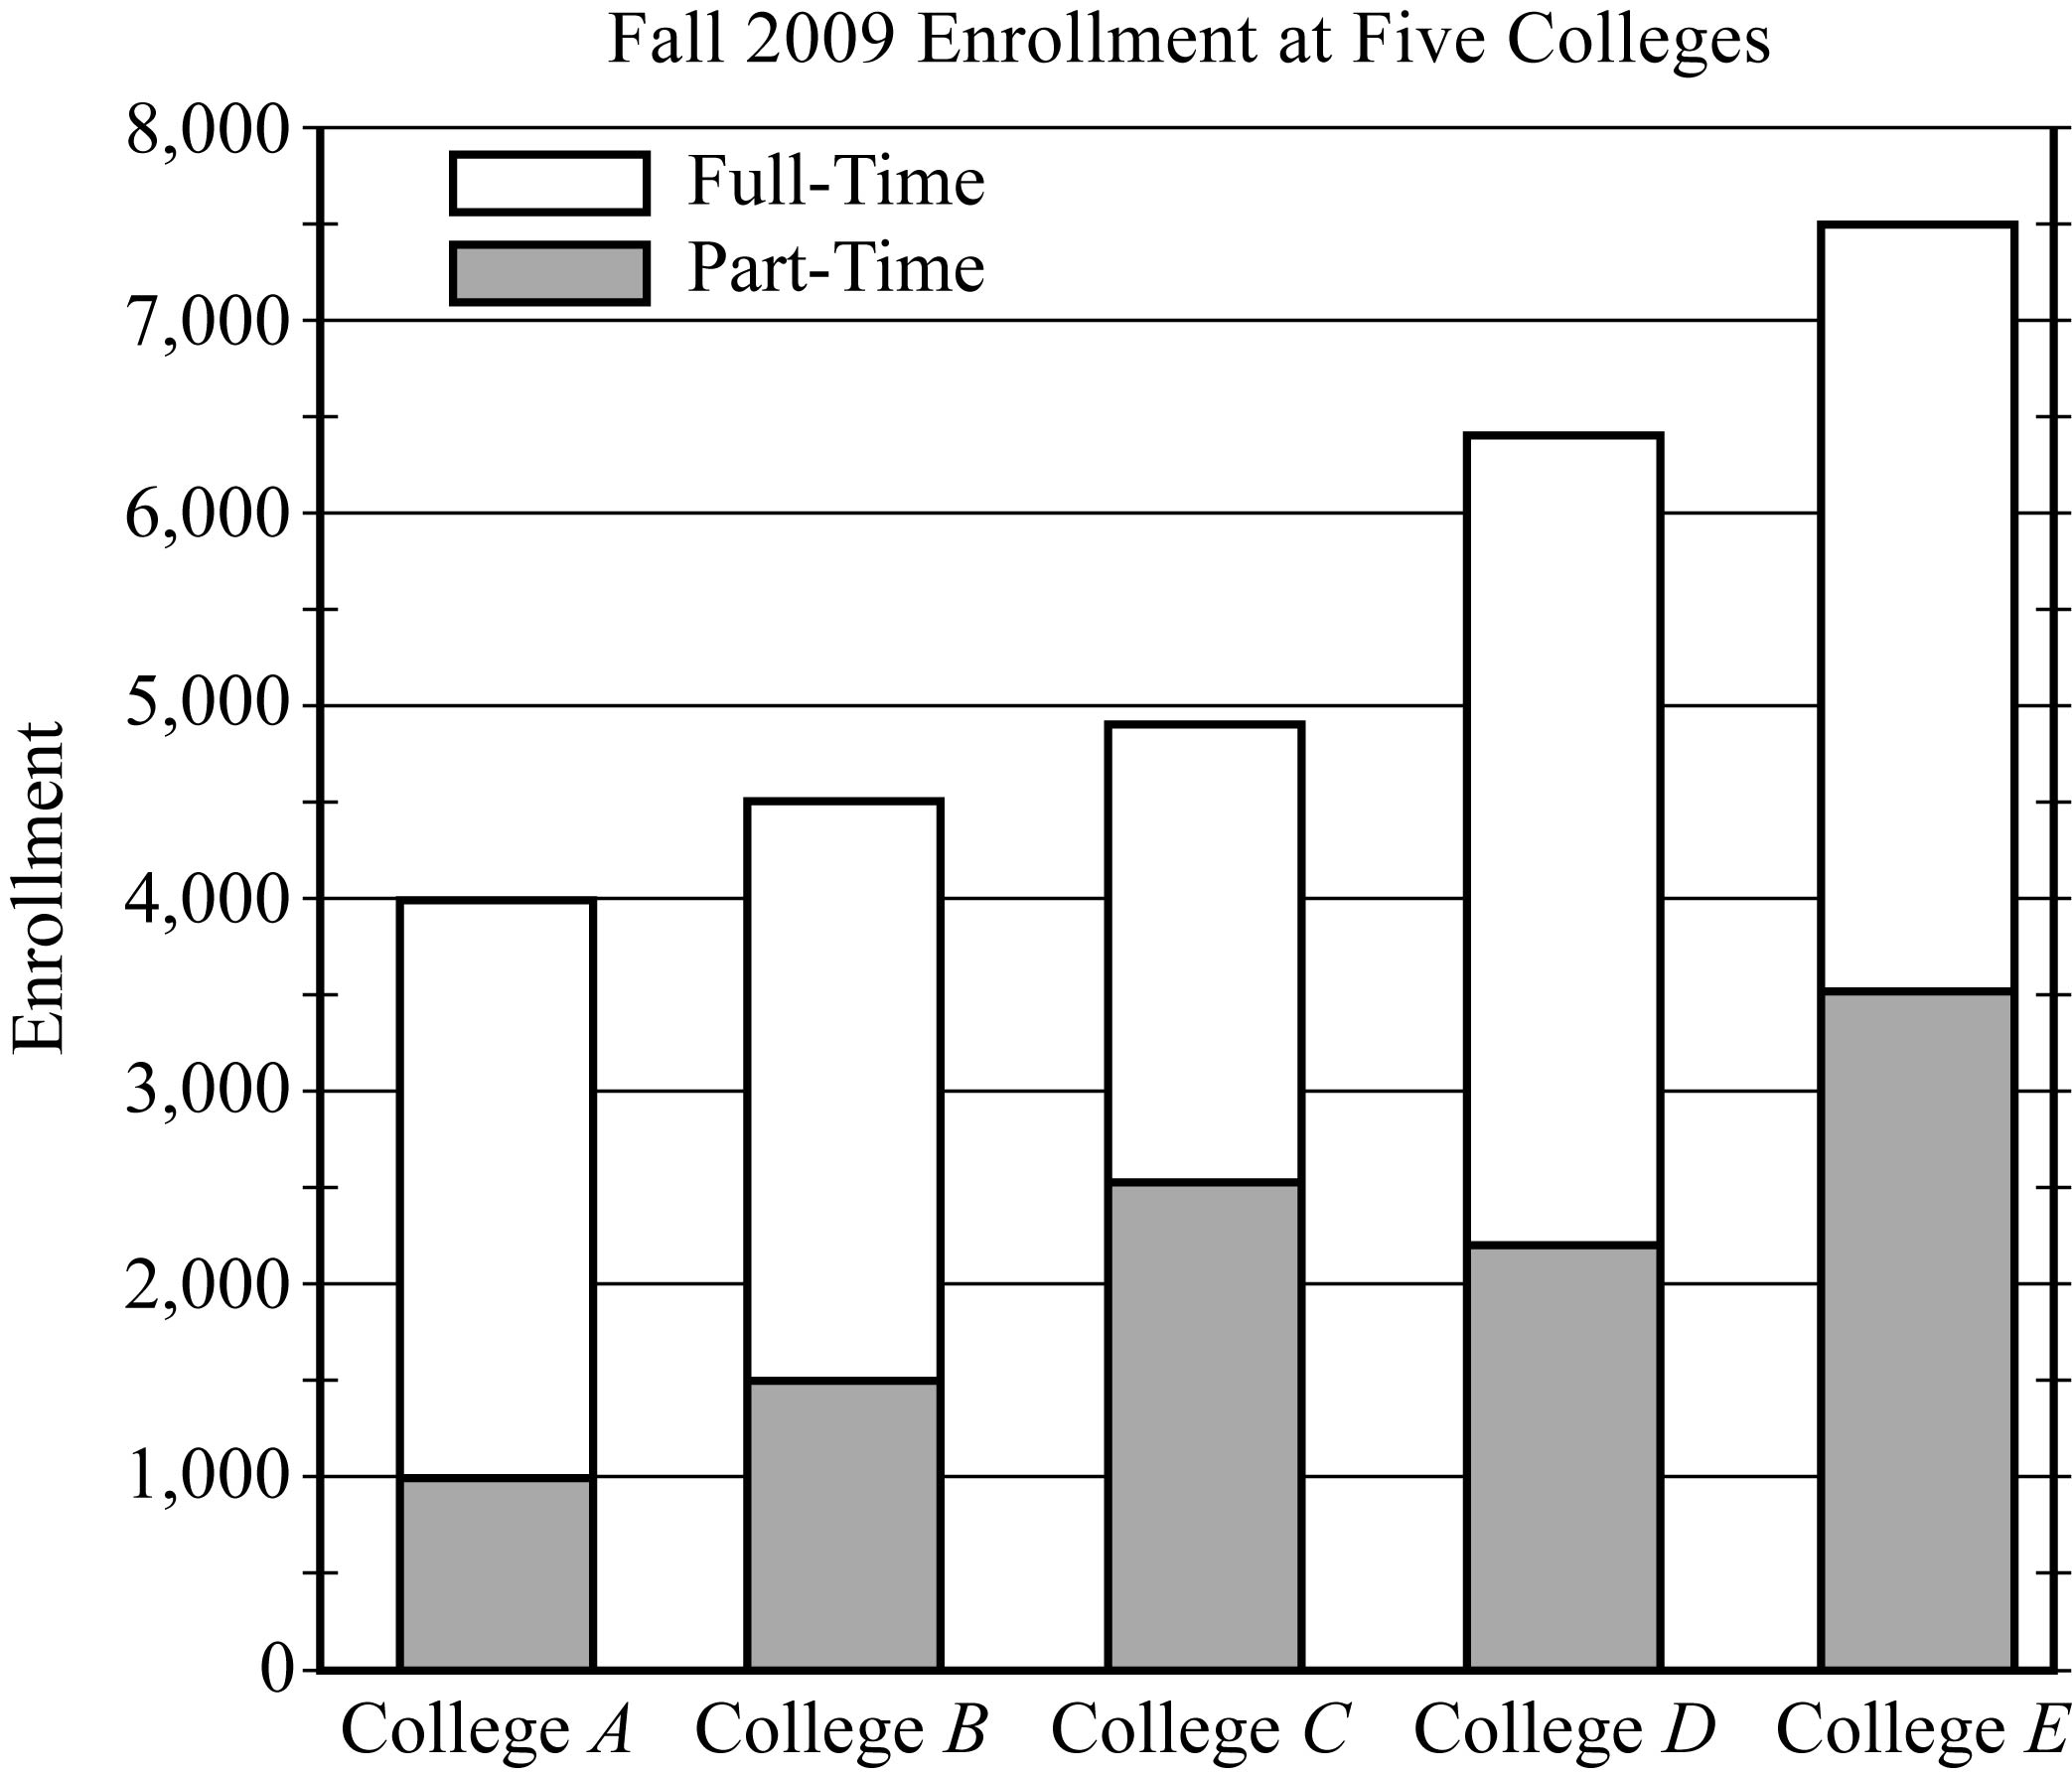 Fall 2009 Enrollment at Five Colleges
Full-Time
Part-Time
8,000
7,000
6,000
5,000
4,000
3,000
2,000
1,000
0
Enrollment
College A
College B
College C
College D
College E